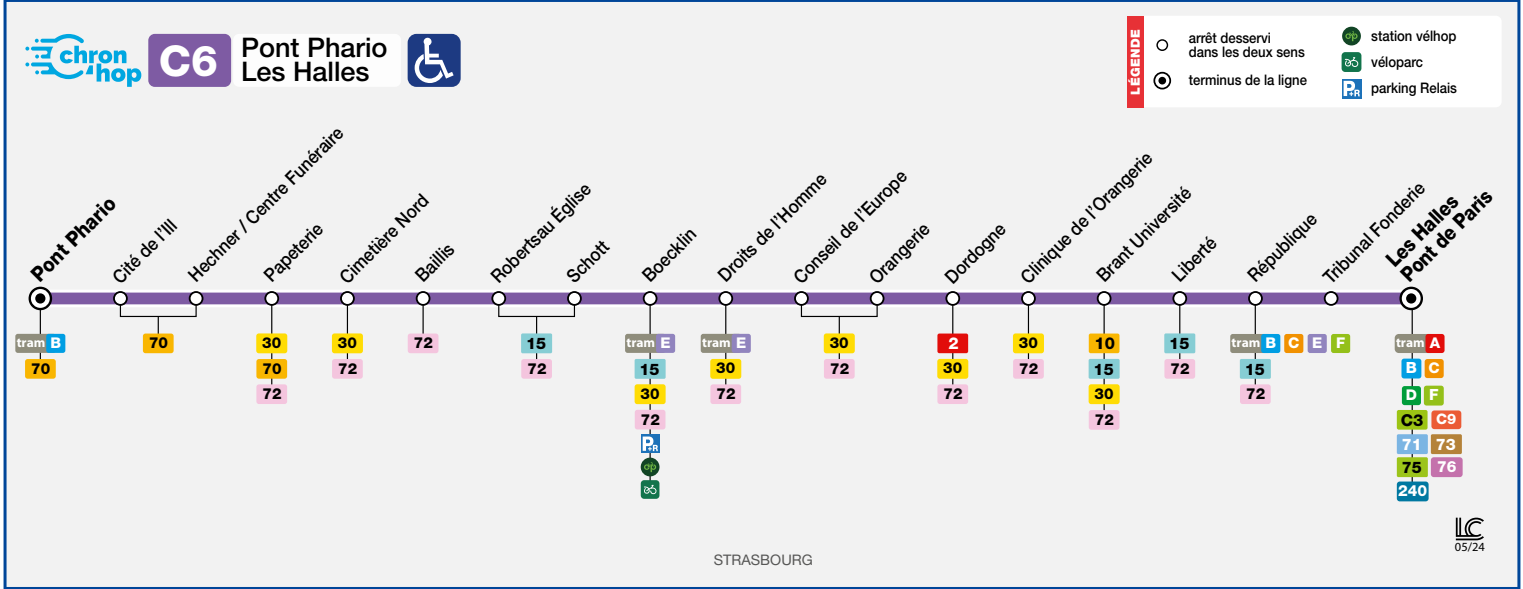 chron
hop
C6
Pont Phario
Les Halles
LÉGENDE
arrêt desservi
dans les deux sens
terminus de la ligne
station vélhop
véloparc
P+R parking Relais
Pont Phario
Cité de l'Ill
Hechner / Centre Funéraire
Papeterie
Cimetière Nord
Baillis
Robertsau Église
Schott
Boecklin
Droits de l'Homme
Conseil de l'Europe
Orangerie
Dordogne
Clinique de l'Orangerie
Brant Université
Liberté
République
Tribunal Fonderie
Les Halles
Pont de Paris
tram B
70
70
30
70
72
30
72
72
15
72
tram E
15
30
72
P+R
tram E
30
72
30
72
2
30
72
30
72
10
15
30
72
15
72
tram B C E F
15
72
tram A
B C
D F
C3 C9
71 73
75 76
240
LC
05/24
STRASBOURG